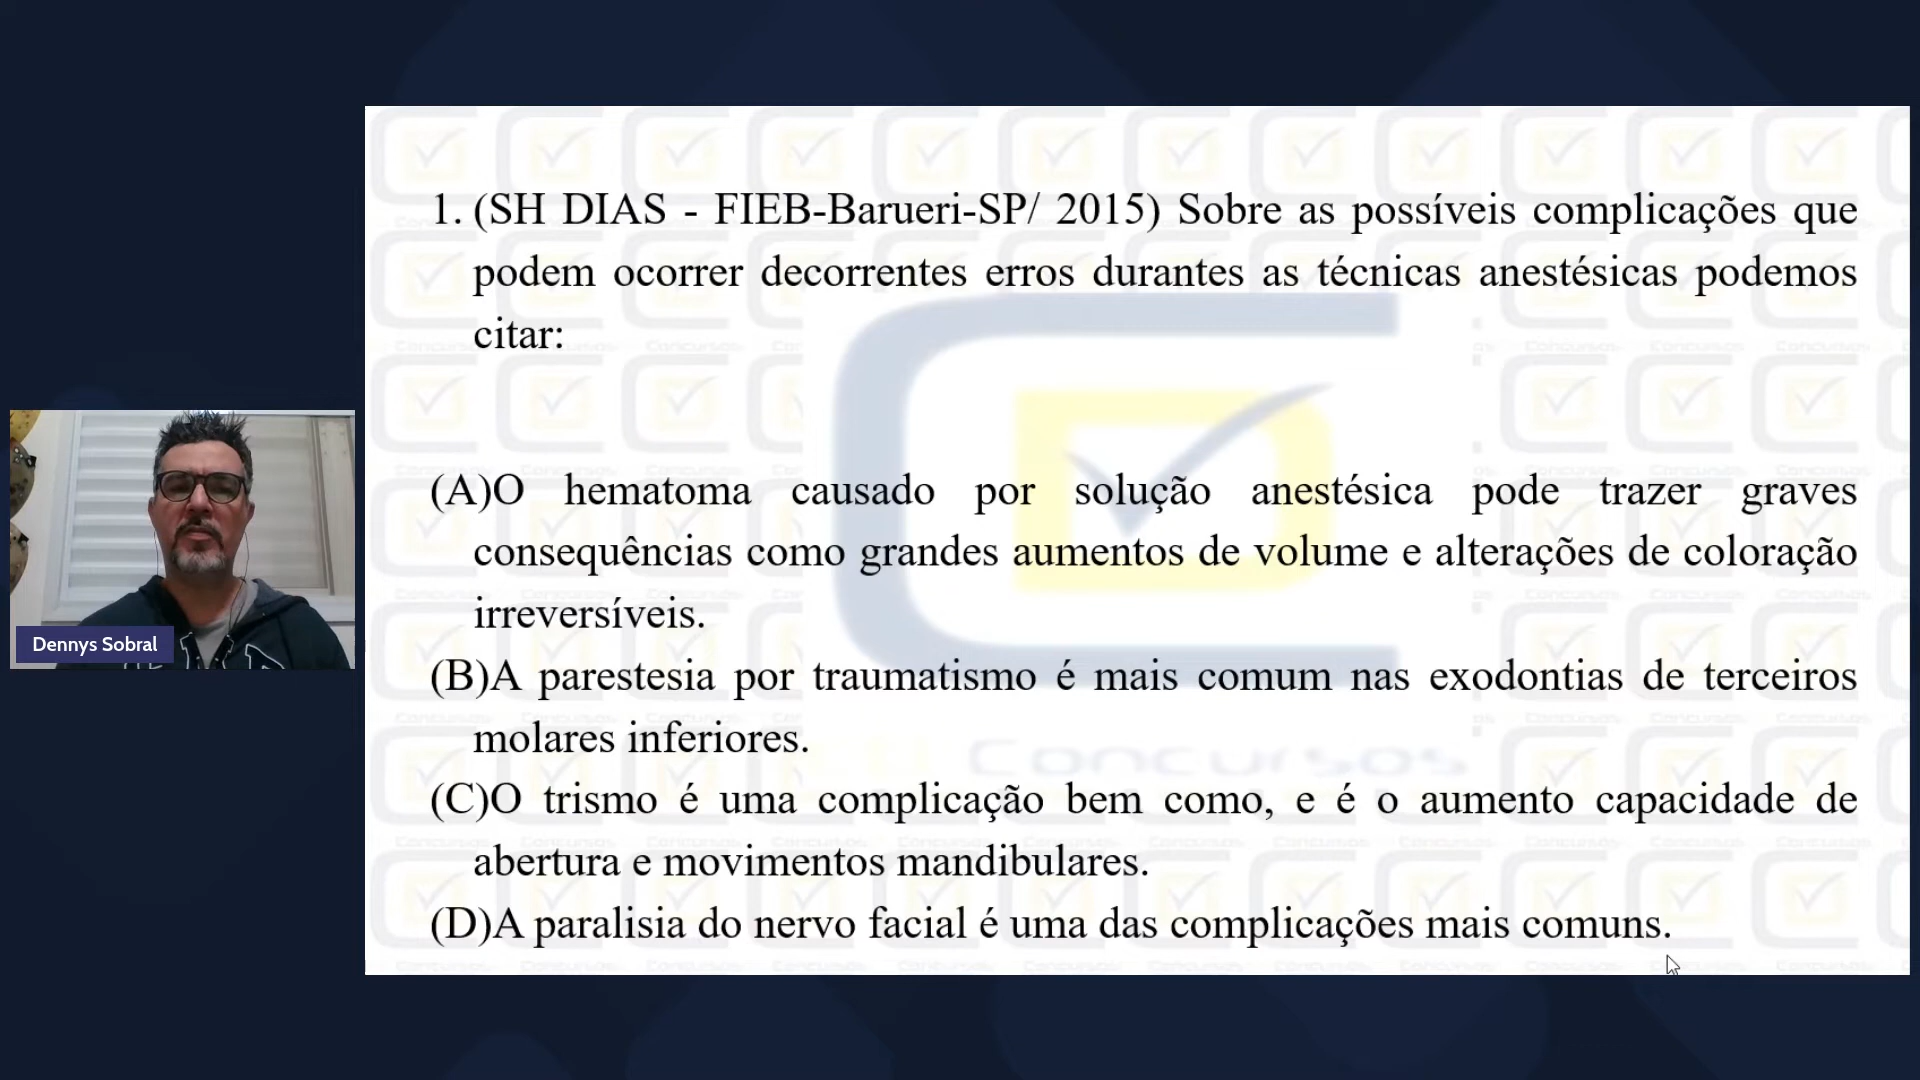 1. (SH DIAS - FIEB-Barueri-SP/ 2015) Sobre as possíveis complicações que
podem ocorrer decorrentes erros durantes as técnicas anestésicas podemos
citar:
(A)O hematoma causado por solução anestésica pode trazer graves
consequências como grandes aumentos de volume e alterações de coloração
irreversíveis.
(B)A parestesia por traumatismo é mais comum nas exodontias de terceiros
molares inferiores.
(C)O trismo é uma complicação bem como, e é o aumento capacidade de
abertura e movimentos mandibulares.
(D)A paralisia do nervo facial é uma das complicações mais comuns.
Dennys Sobral
Concursos